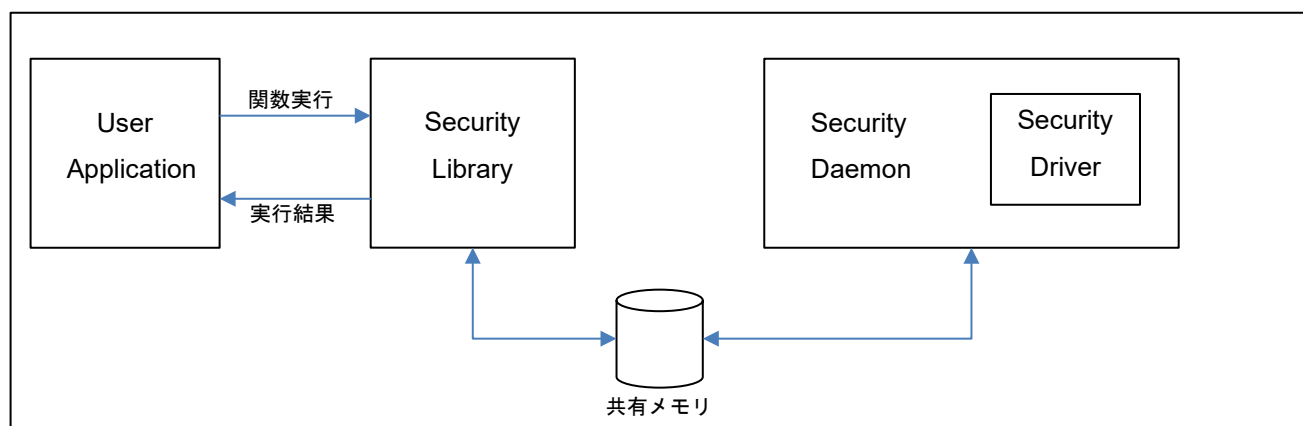 User
Application
関数実行
実行結果
Security
Library
Security
Daemon
Security
Driver
共有メモリ